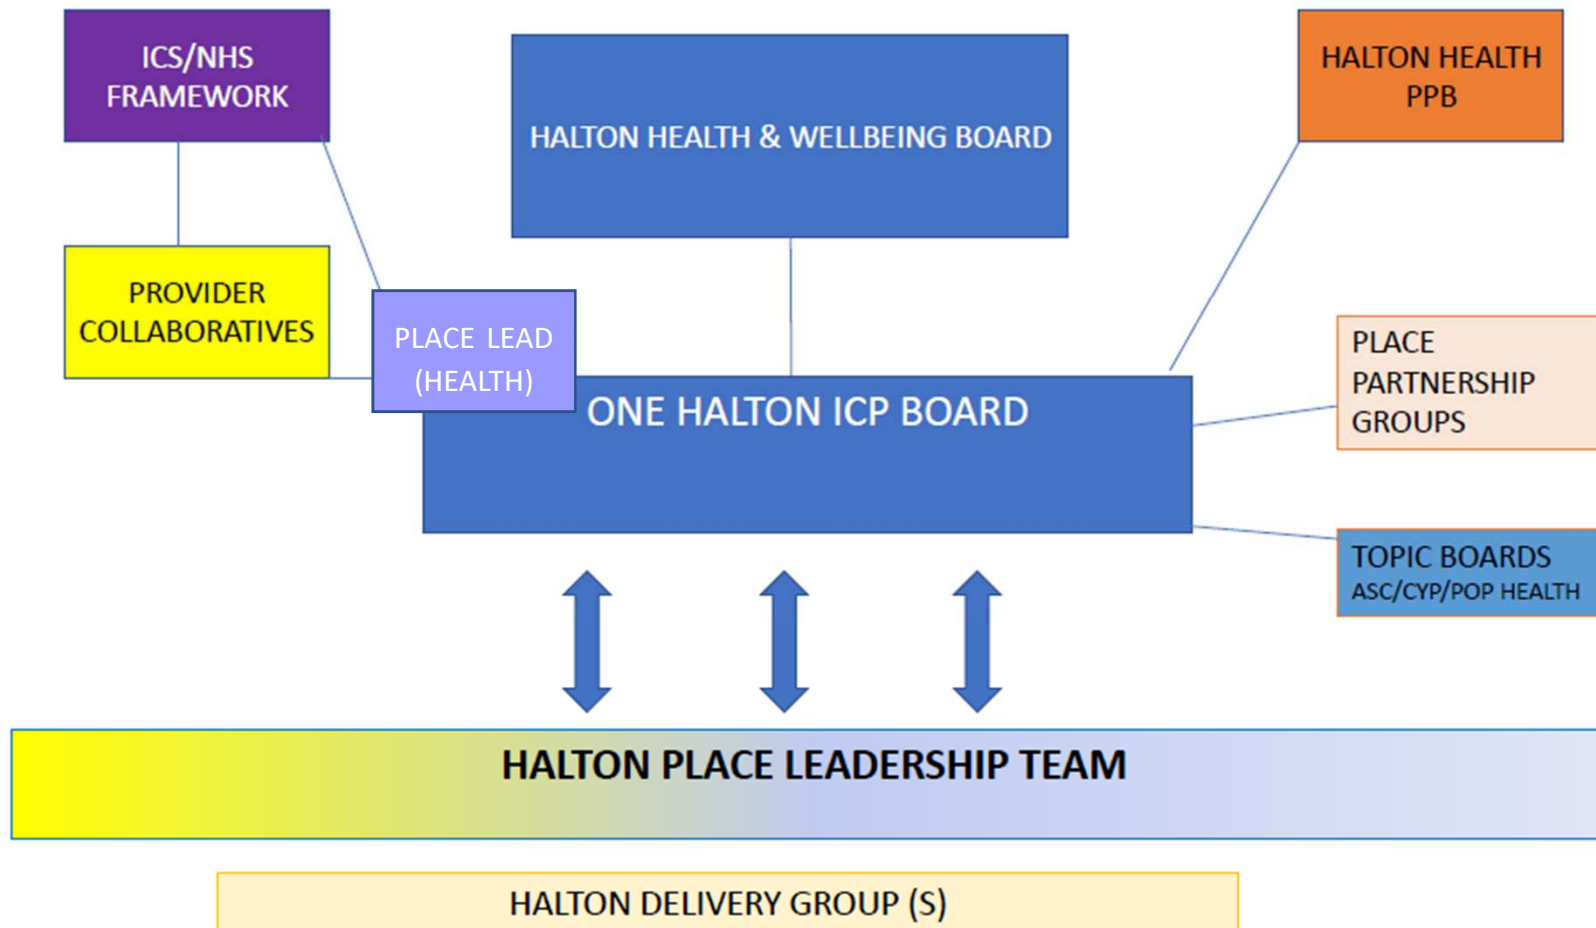 ICS/NHS
FRAMEWORK
HALTON HEALTH & WELLBEING BOARD
HALTON HEALTH
PPB
PROVIDER
COLLABORATIVES
PLACE LEAD
(HEALTH)
ONE HALTON ICP BOARD
PLACE
PARTNERSHIP
GROUPS
TOPIC BOARDS
ASC/CYP/POP HEALTH
HALTON PLACE LEADERSHIP TEAM
HALTON DELIVERY GROUP (S)